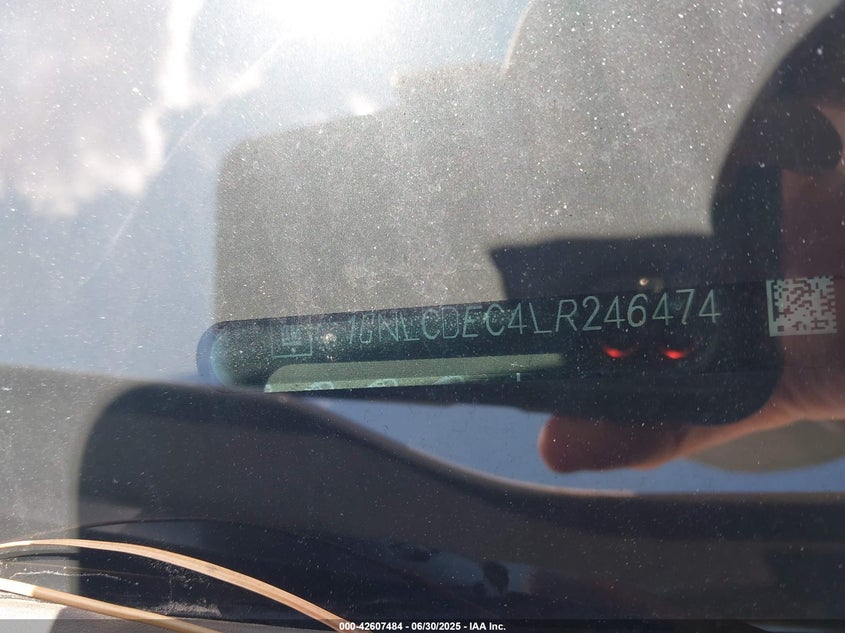 1GNLCDEC4LR246474
000-42607484 - 06/30/2025 - IAA Inc.